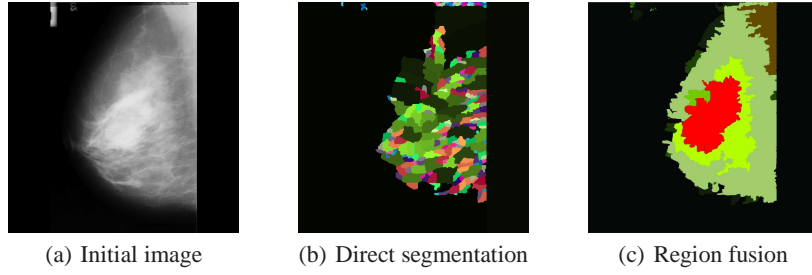 (a) Initial image
(b) Direct segmentation
(c) Region fusion